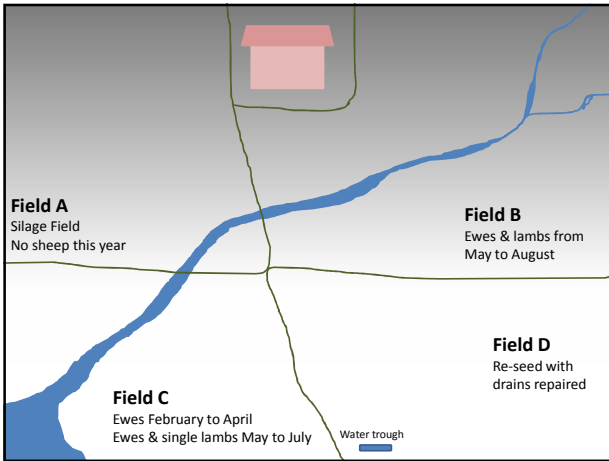 Field A
Silage Field
No sheep this year
Field B
Ewes & lambs from
May to August
Field D
Re-seed with
drains repaired
Field C
Ewes February to April
Ewes & single lambs May to July
Water trough